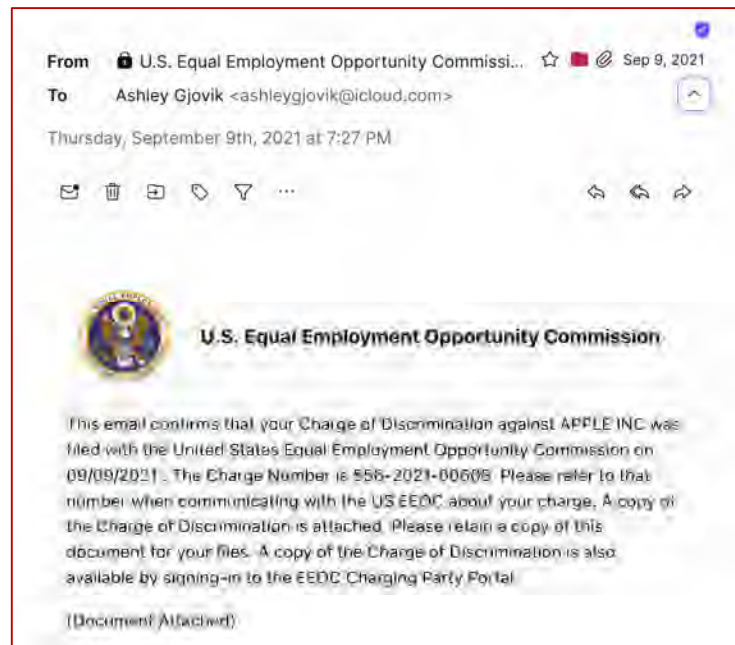 From U.S. Equal Employment Opportunity Commissi... Sep 9, 2021
To Ashley Gjovik <ashleygjovik@icloud.com>
Thursday, September 9th, 2021 at 7:27 PM
U.S. Equal Employment Opportunity Commission
This email confirms that your Charge of Discrimination against APPLE INC was
filed with the United States Equal Employment Opportunity Commission on
09/09/2021 . The Charge Number is 556-2021-00608. Please refer to that
number when communicating with the US EEOC about your charge. A copy of
the Charge of Discrimination is attached. Please retain a copy of this
document for your files. A copy of the Charge of Discrimination is also
available by signing-in to the EEOC Charging Party Portal.
(Document Attached)